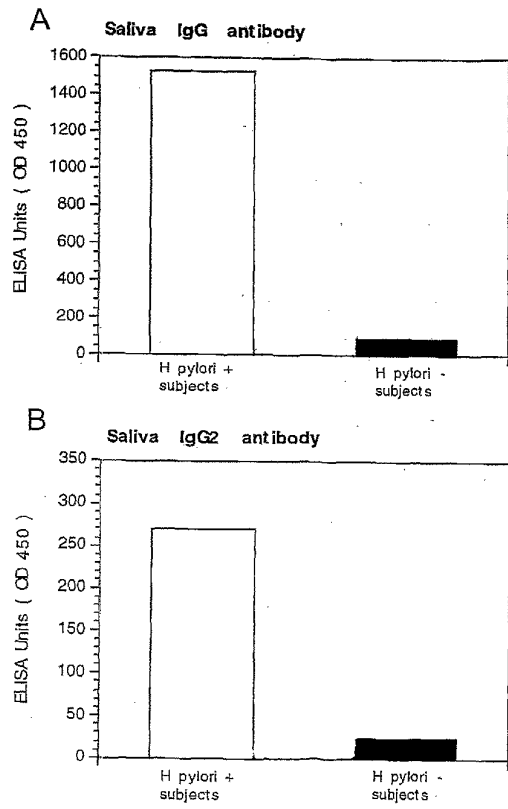 A
Saliva IgG antibody
ELISA Units ( OD 450 )
1600
1400
1200
1000
800
600
400
200
0
H pylori +
subjects
H pylori -
subjects
B
Saliva IgG2 antibody
ELISA Units ( OD 450 )
350
300
250
200
150
100
50
0
H pylori +
subjects
H pylori -
subjects